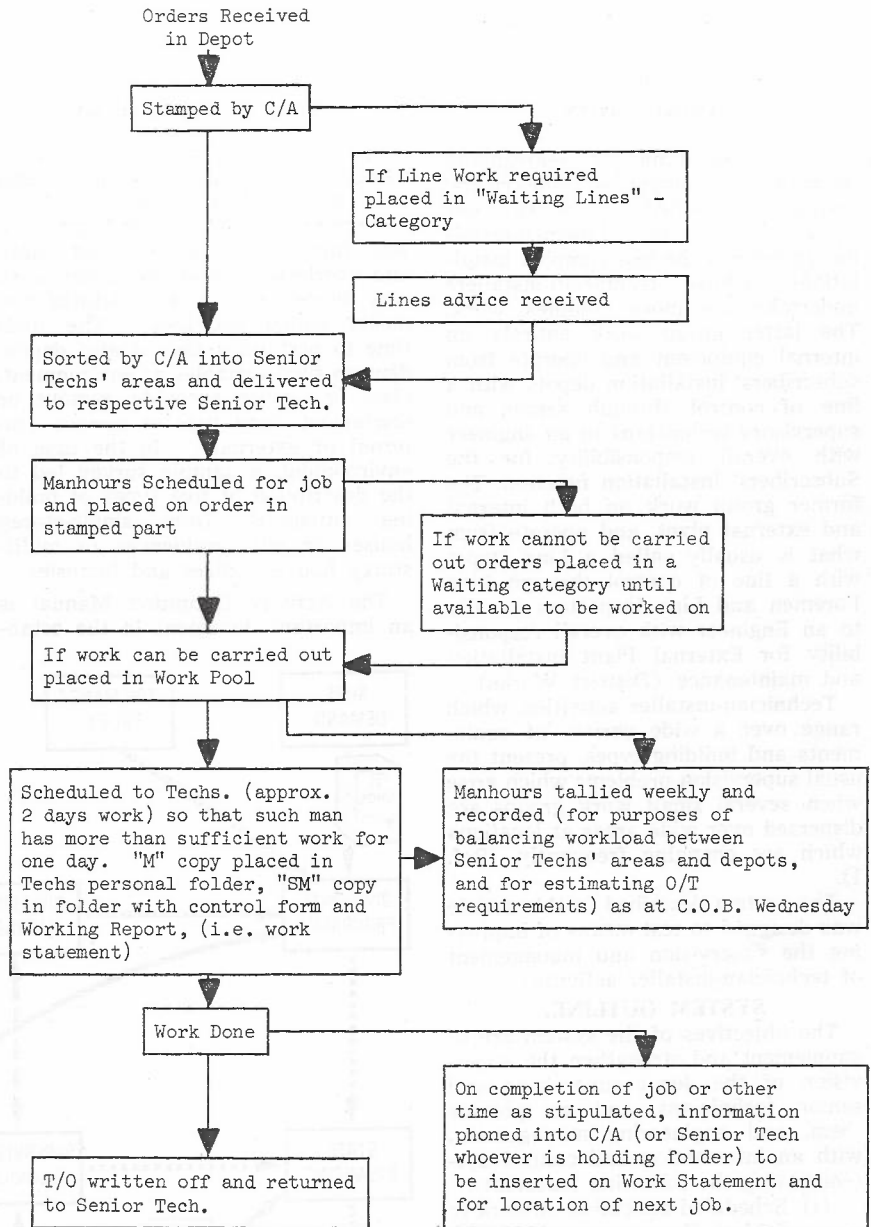 Orders Received
in Depot
Stamped by C/A
If Line Work required
placed in "Waiting Lines" -
Category
Lines advice received
Sorted by C/A into Senior
Techs' areas and delivered
to respective Senior Tech.
Manhours Scheduled for job
and placed on order in
stamped part
If work cannot be carried
out orders placed in a
Waiting category until
available to be worked on
If work can be carried out
placed in Work Pool
Scheduled to Techs. (approx.
2 days work) so that such man
has more than sufficient work for
one day. "M" copy placed in
Techs personal folder, "SM" copy
in folder with control form and
Working Report, (i.e. work
statement)
Manhours tallied weekly and
recorded (for purposes of
balancing workload between
Senior Techs' areas and depots,
and for estimating O/T
requirements) as at C.O.B. Wednesday
Work Done
On completion of job or other
time as stipulated, information
phoned into C/A (or Senior Tech
whoever is holding folder) to
be inserted on Work Statement and
for location of next job.
T/O written off and returned
to Senior Tech.